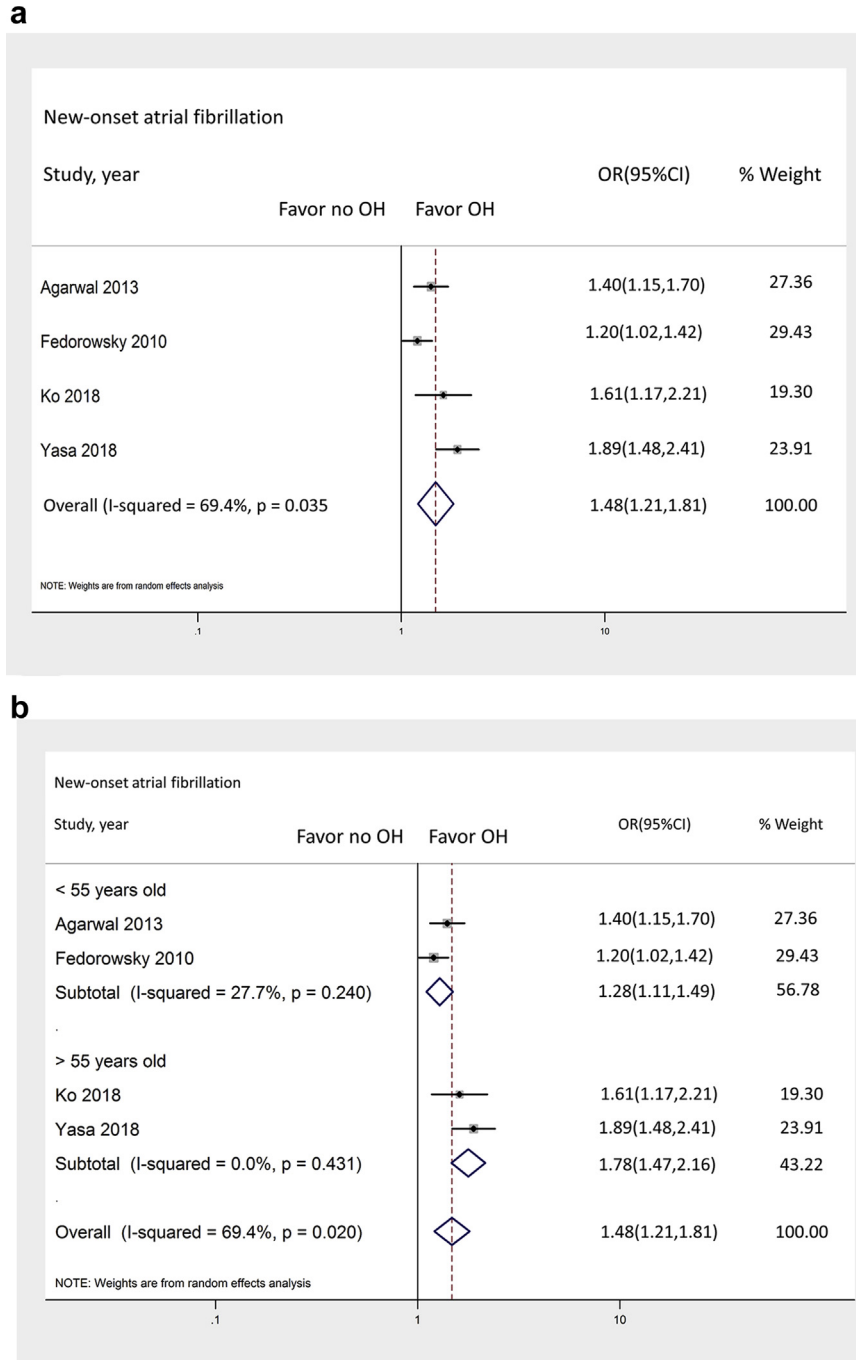 a
New-onset atrial fibrillation
Study, year OR(95%CI) % Weight
Favor no OH Favor OH
Agarwal 2013 1.40(1.15,1.70) 27.36
Fedorowsky 2010 1.20(1.02,1.42) 29.43
Ko 2018 1.61(1.17,2.21) 19.30
Yasa 2018 1.89(1.48,2.41) 23.91
Overall (I-squared = 69.4%, p = 0.035 1.48(1.21,1.81) 100.00
NOTE: Weights are from random effects analysis
.1 1 10
b
New-onset atrial fibrillation
Study, year OR(95%CI) % Weight
Favor no OH Favor OH
< 55 years old
Agarwal 2013 1.40(1.15,1.70) 27.36
Fedorowsky 2010 1.20(1.02,1.42) 29.43
Subtotal (I-squared = 27.7%, p = 0.240) 1.28(1.11,1.49) 56.78
.
> 55 years old
Ko 2018 1.61(1.17,2.21) 19.30
Yasa 2018 1.89(1.48,2.41) 23.91
Subtotal (I-squared = 0.0%, p = 0.431) 1.78(1.47,2.16) 43.22
.
Overall (I-squared = 69.4%, p = 0.020) 1.48(1.21,1.81) 100.00
NOTE: Weights are from random effects analysis
.1 1 10